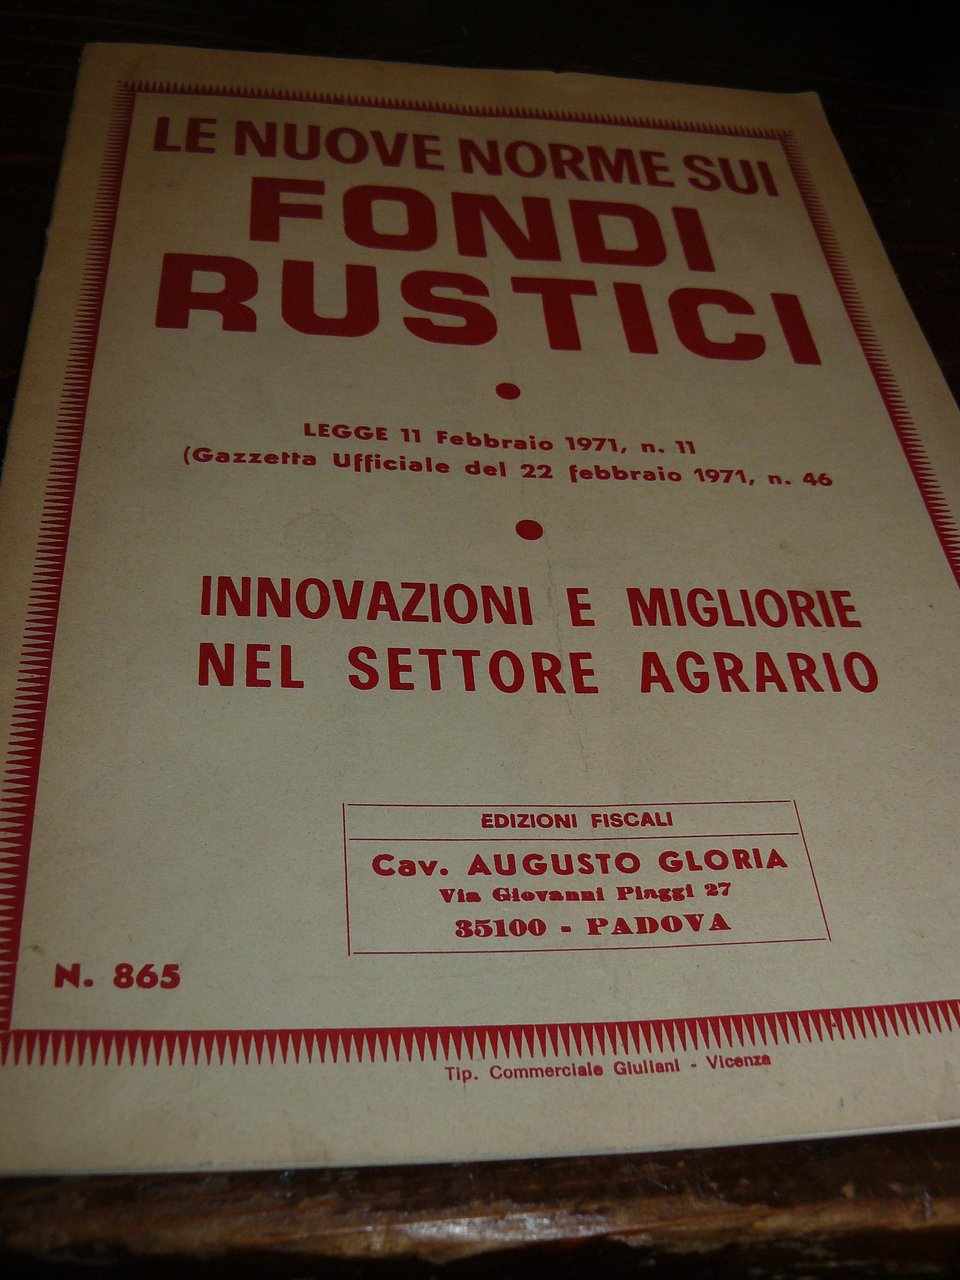 LE NUOVE NORME SUI
FONDI
RUSTICI
LEGGE 11 Febbraio 1971, n. 11
(Gazzetta Ufficiale del 22 febbraio 1971, n. 46
INNOVAZIONI E MIGLIORIE
NEL SETTORE AGRARIO
EDIZIONI FISCALI
Cav. AUGUSTO GLORIA
Via Giovanni Piaggi 27
35100 - PADOVA
N. 865
Tip. Commerciale Giuliani - Vicenza